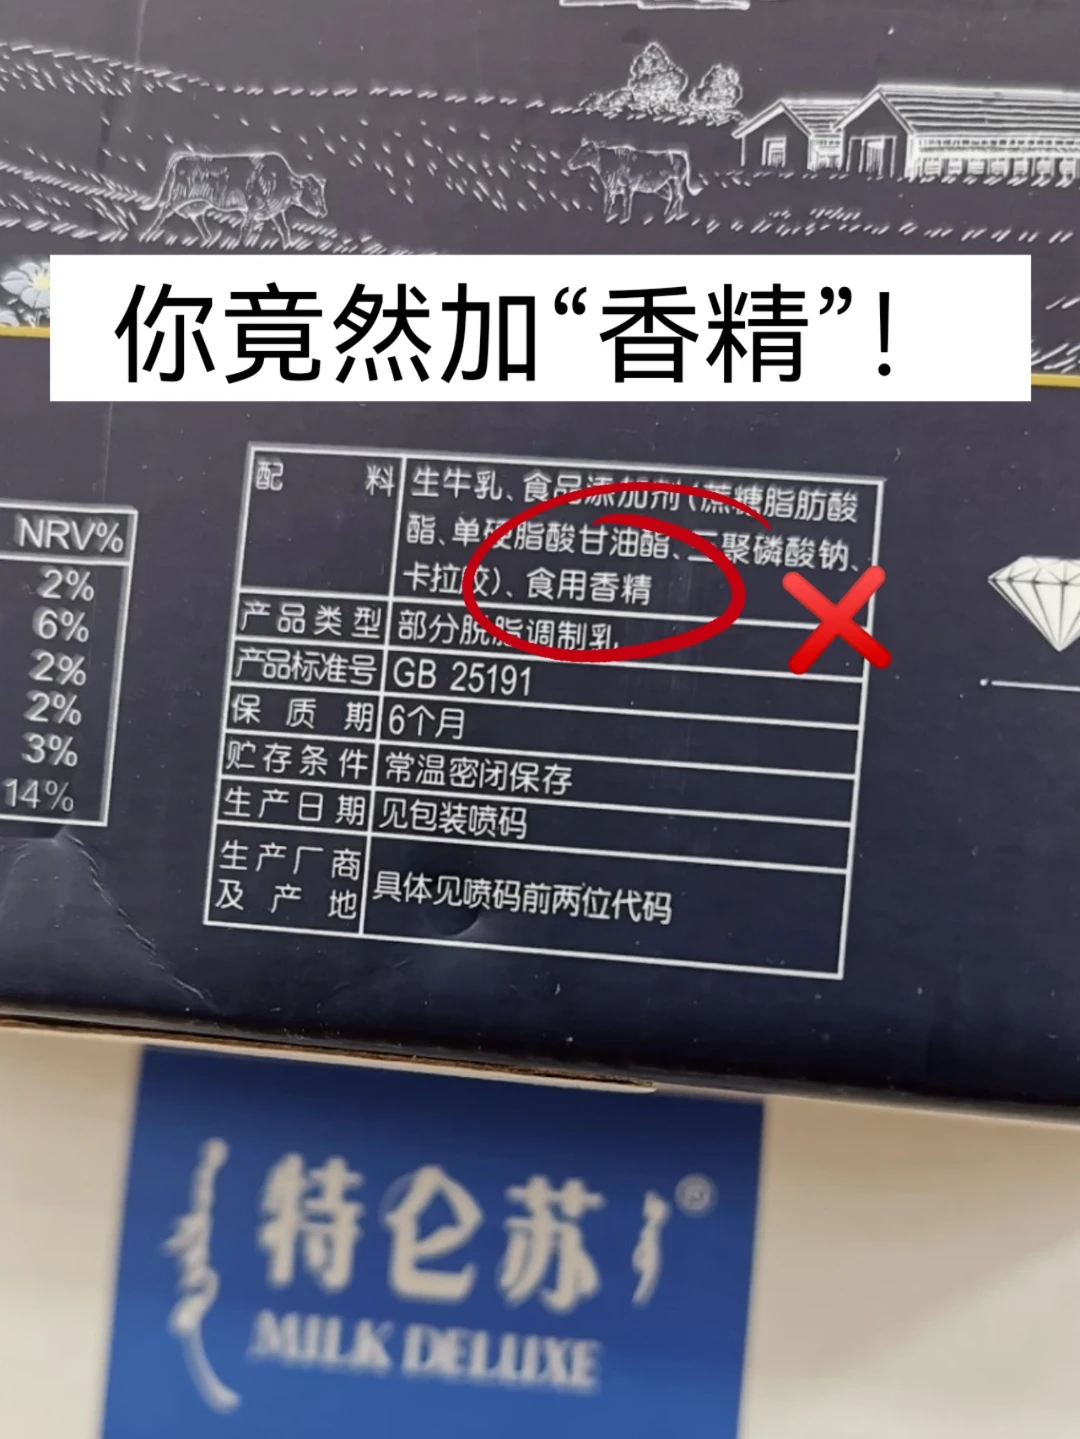 你竟然加“香精”！
NRV%
2%
6%
2%
2%
3%
14%
配料 生牛乳、食品添加剂(蔗糖脂肪酸
酯、单硬脂酸甘油酯、三聚磷酸钠、
卡拉胶)、食用香精
产品类型 部分脱脂调制乳
产品标准号 GB 25191
保质期 6个月
贮存条件 常温密闭保存
生产日期 见包装喷码
生产厂商
及产地 具体见喷码前两位代码
特仑苏®
MILK DELUXE